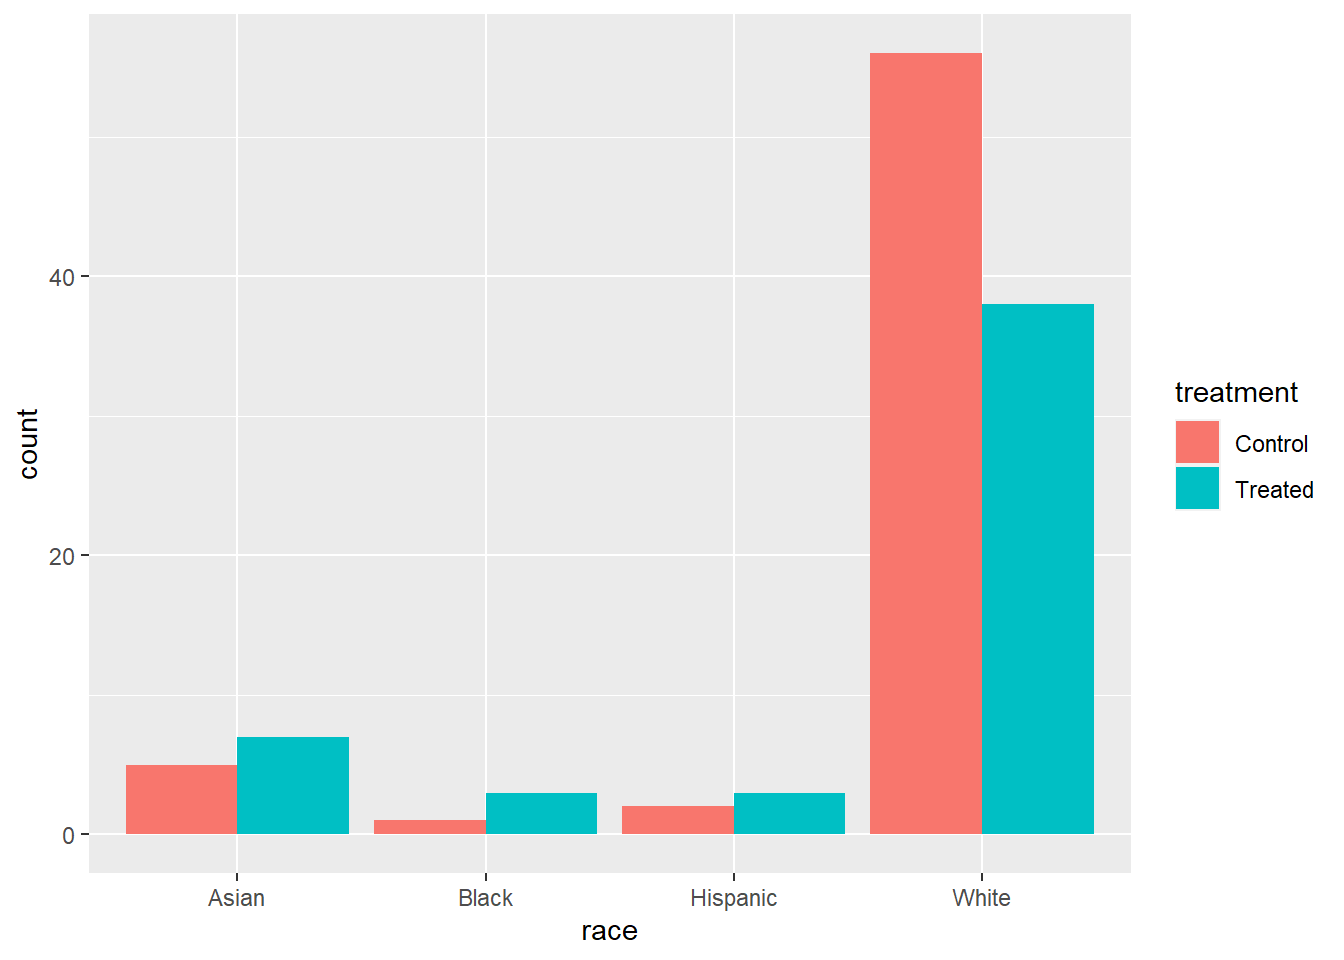 count
40
20
0
Asian
Black
Hispanic
White
race
treatment
Control
Treated